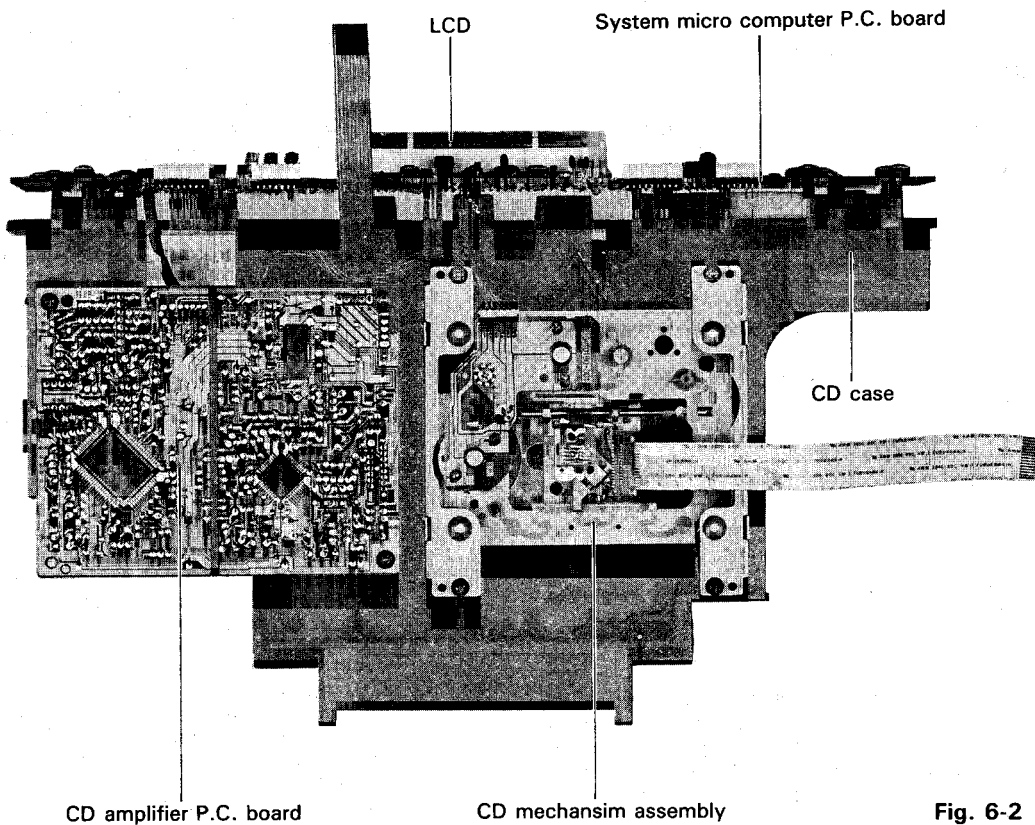 LCD
System micro computer P.C. board
CD case
CD amplifier P.C. board
CD mechansim assembly
Fig. 6-2